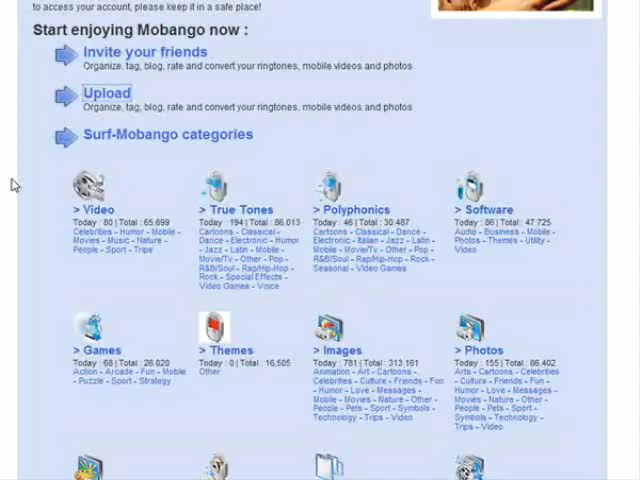 to access your account, please keep it in a safe place!
Start enjoying Mobango now :
Invite your friends
Organize, tag, blog, rate and convert your ringtones, mobile videos and photos
Upload
Organize, tag, blog, rate and convert your ringtones, mobile videos and photos
Surf-Mobango categories
> Video
Today : 80 | Total : 65.699
Celebrities - Humor - Mobile -
Movies - Music - Nature -
People - Sport - Trips
> True Tones
Today : 194 | Total : 86.013
Cartoons - Classical -
Dance - Electronic - Humor
- Jazz - Latin - Mobile -
Movie/Tv - Other - Pop -
R&B/Soul - Rap/Hip-Hop -
Rock - Special Effects -
Video Games - Voice
> Polyphonics
Today : 46 | Total : 30.487
Cartoons - Classical - Dance -
Electronic - Italian - Jazz - Latin -
Mobile - Movie/Tv - Other - Pop -
R&B/Soul - Rap/Hip-Hop - Rock -
Seasonal - Video Games
> Software
Today : 86 | Total : 47.725
Audio - Business - Mobile -
Photos - Themes - Utility -
Video
> Games
Today : 68 | Total : 26.020
Action - Arcade - Fun - Mobile
- Puzzle - Sport - Strategy
> Themes
Today : 0 | Total : 16.505
Other
> Images
Today : 781 | Total : 313.161
Animation - Art - Cartoons -
Celebrities - Culture - Friends - Fun
- Humor - Love - Messages -
Mobile - Movies - Nature - Other -
People - Pets - Sport - Symbols -
Technology - Trips - Video
> Photos
Today : 155 | Total : 86.402
Arts - Cartoons - Celebrities
- Culture - Friends - Fun -
Humor - Love - Messages -
Movies - Nature - Other -
People - Pets - Sport -
Symbols - Technology -
Trips - Video